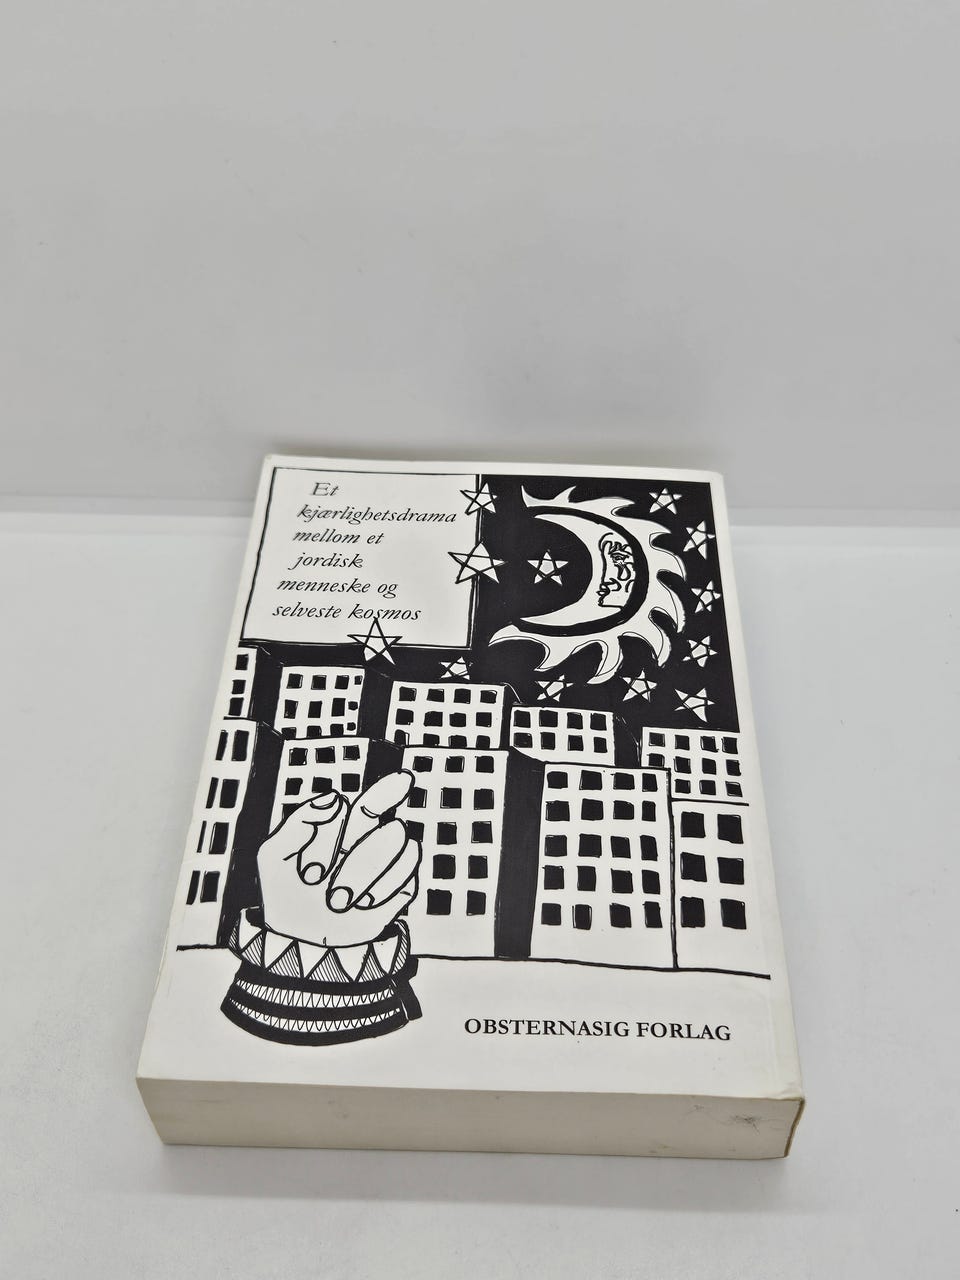 Et
kjærlighetsdrama
mellom et
jordisk
menneske og
selveste kosmos
OBSTERNASIG FORLAG